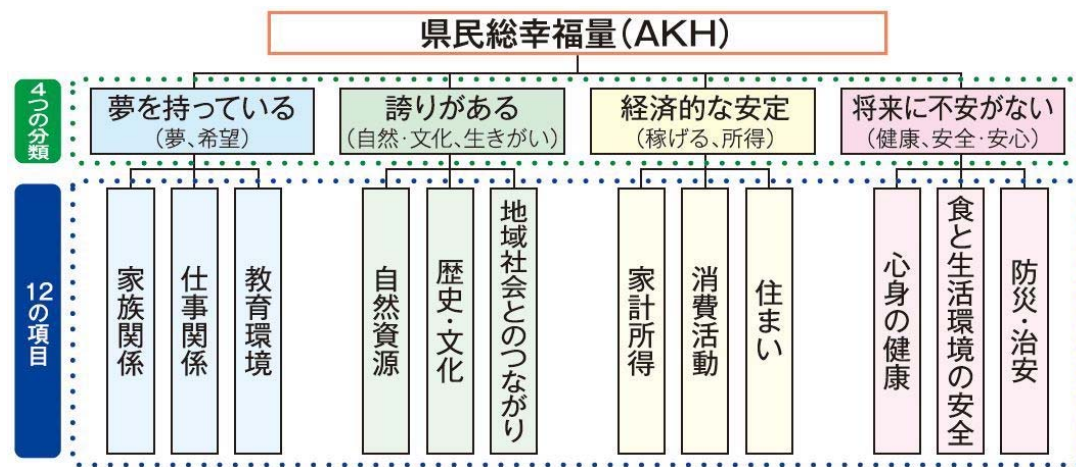 県民総幸福量(AKH)
4つの分類
夢を持っている
(夢、希望)
誇りがある
(自然・文化、生きがい)
経済的な安定
(稼げる、所得)
将来に不安がない
(健康、安全・安心)
12の項目
家族関係
仕事関係
教育環境
自然資源
歴史・文化
地域社会とのつながり
家計所得
消費活動
住まい
心身の健康
食と生活環境の安全
防災・治安